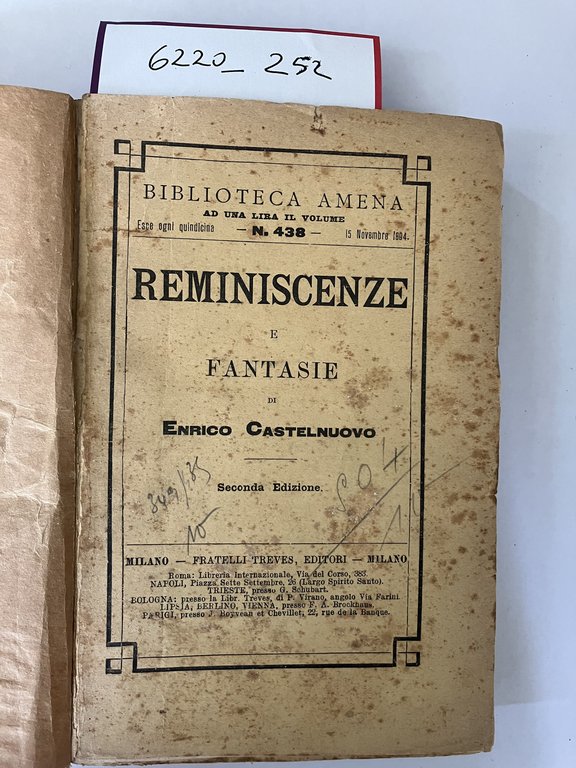 6220_ 252
BIBLIOTECA AMENA
AD UNA LIRA IL VOLUME
Esce ogni quindicina — N. 438 — 15 Novembre 1894.
REMINISCENZE
E
FANTASIE
DI
ENRICO CASTELNUOVO
Seconda Edizione.
MILANO — FRATELLI TREVES, EDITORI — MILANO
Roma: Libreria Internazionale, Via del Corso, 383.
NAPOLI, Piazza Sette Settembre, 26 (Largo Spirito Santo).
TRIESTE, presso G. Schubart.
BOLOGNA: presso la Libr. Treves, di P. Virano, angolo Via Farini.
LIPSIA, BERLINO, VIENNA, presso F. A. Brockhaus.
PARIGI, presso J. Boyveau et Chevillet, 22, rue de la Banque.